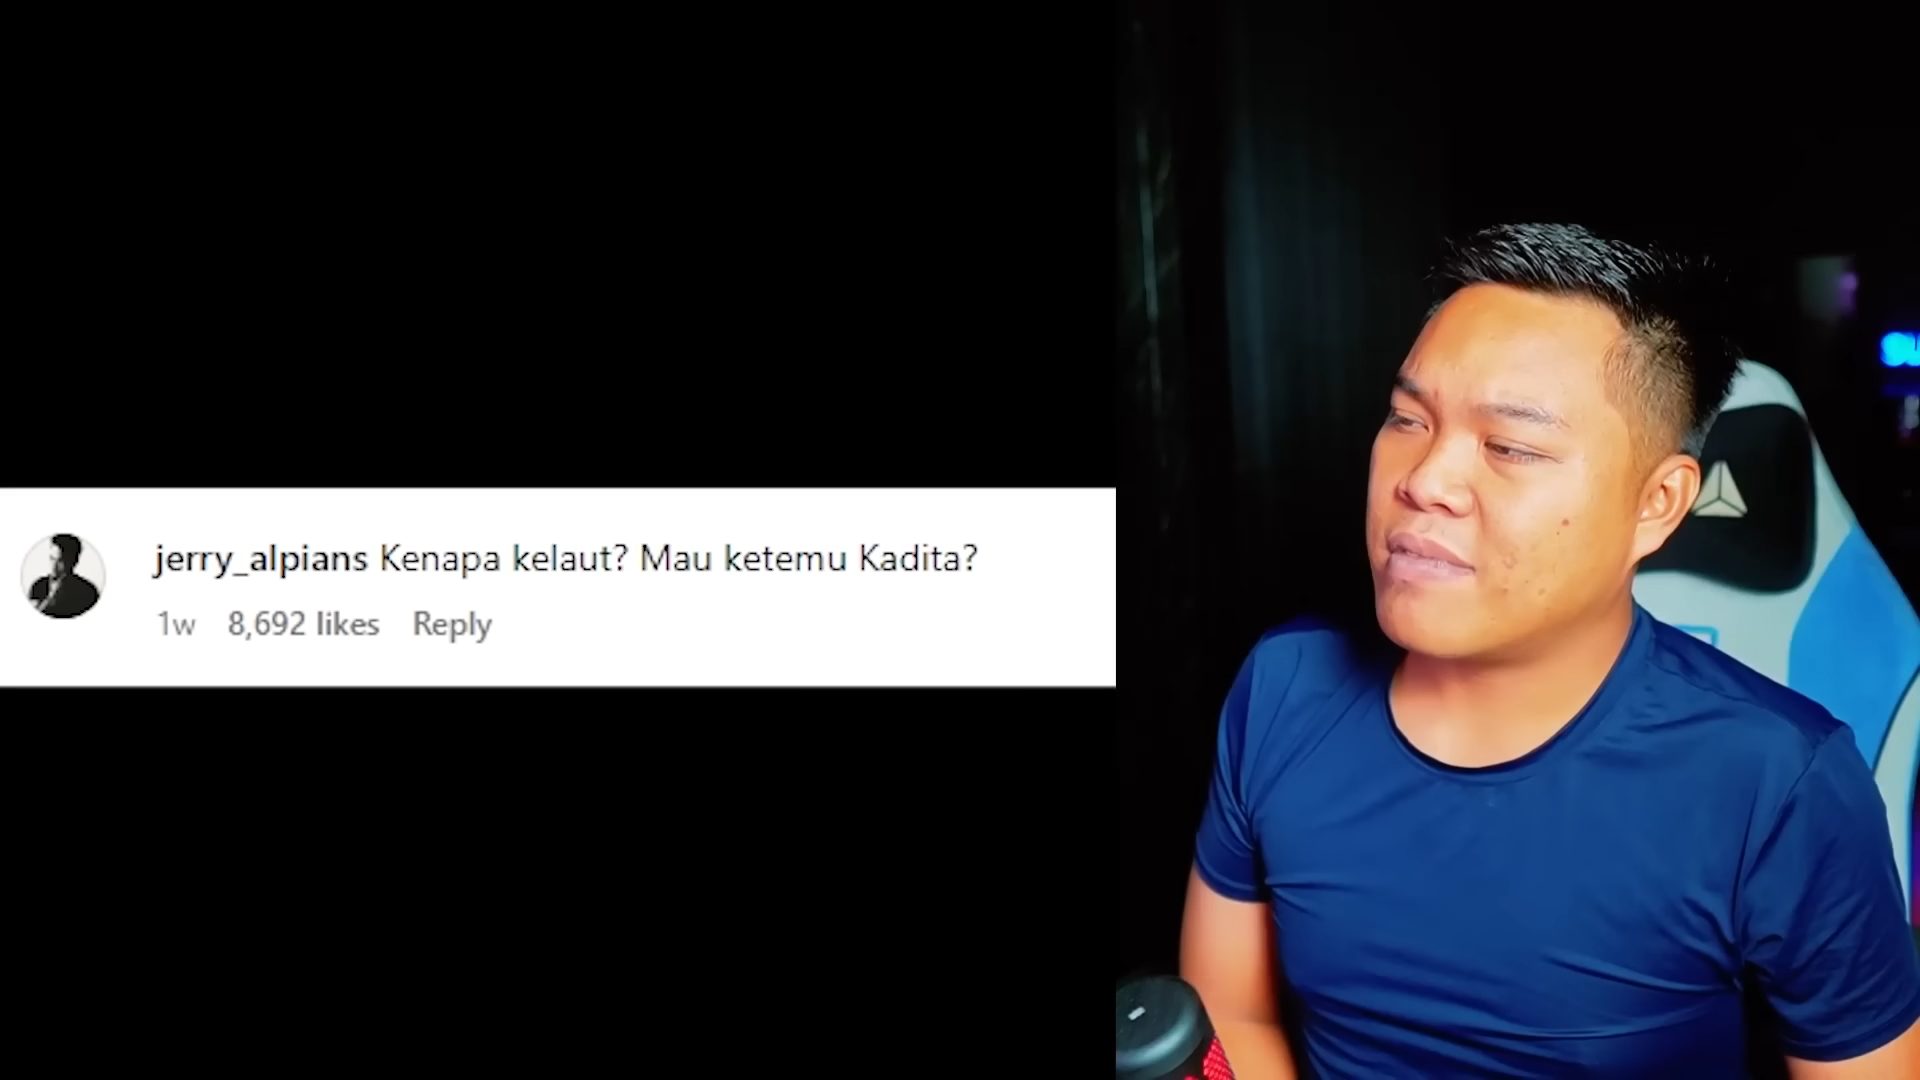 jerry_alpians Kenapa kelaut? Mau ketemu Kadita?
1w 8,692 likes Reply